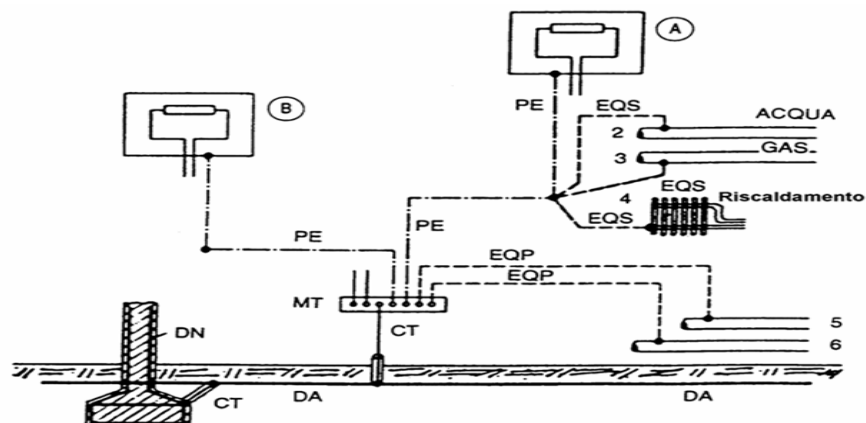 A
B
PE
EQS
ACQUA
2
3
GAS
4
EQS
Riscaldamento
EQS
PE
PE
EQP
EQP
MT
CT
5
6
DN
CT
DA
DA